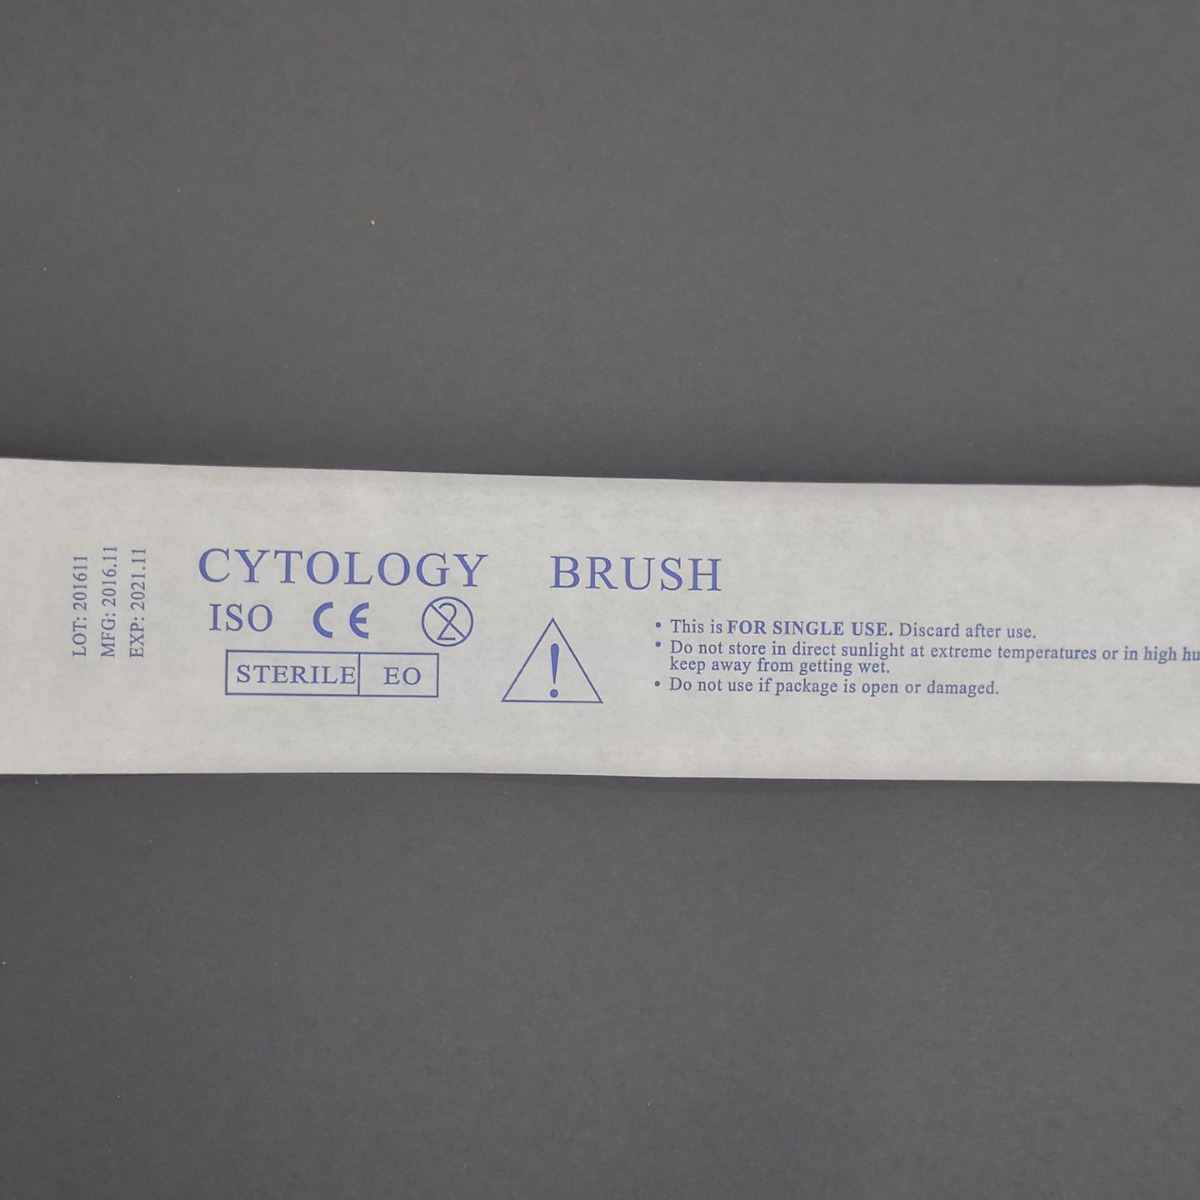 LOT: 201611
MFG: 2016.11
EXP: 2021.11
CYTOLOGY BRUSH
ISO CE 2
STERILE EO
!
• This is FOR SINGLE USE. Discard after use.
• Do not store in direct sunlight at extreme temperatures or in high
keep away from getting wet.
• Do not use if package is open or damaged.